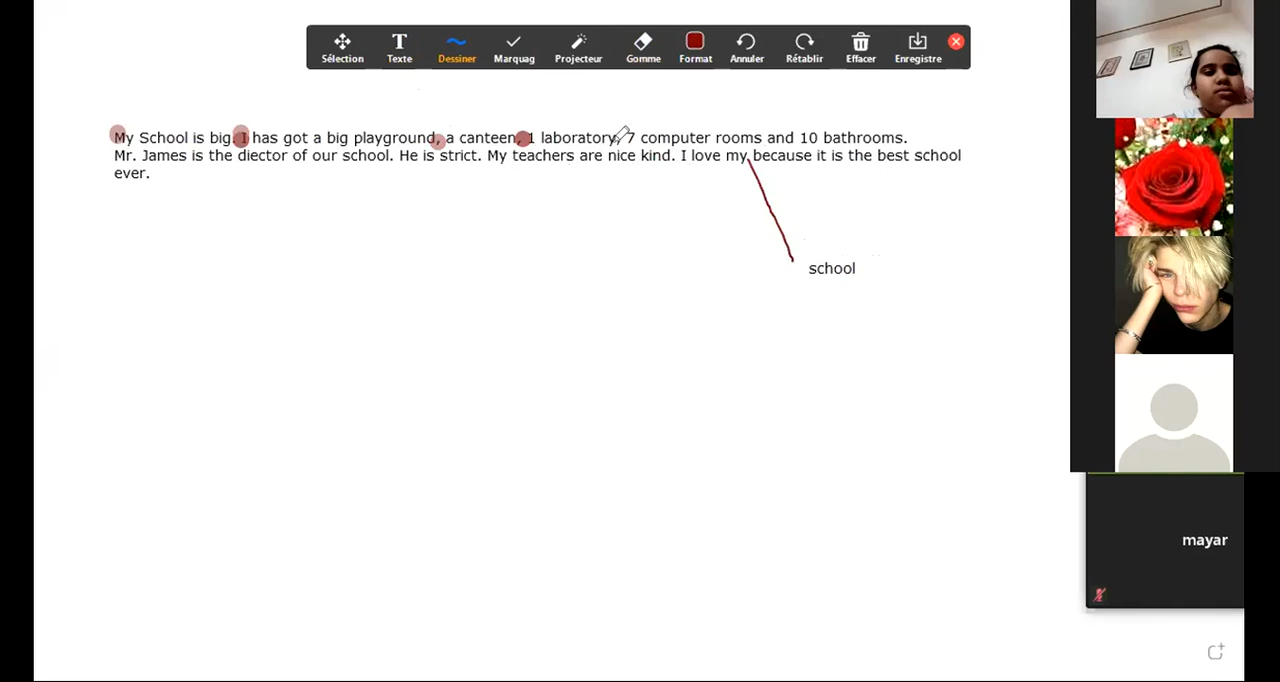 Sélection Texte Dessiner Marquag Projecteur Gomme Format Annuler Rétablir Effacer Enregistre
My School is big. I has got a big playground, a canteen, 1 laboratory, 7 computer rooms and 10 bathrooms.
Mr. James is the diector of our school. He is strict. My teachers are nice kind. I love my because it is the best school
ever.
school
mayar